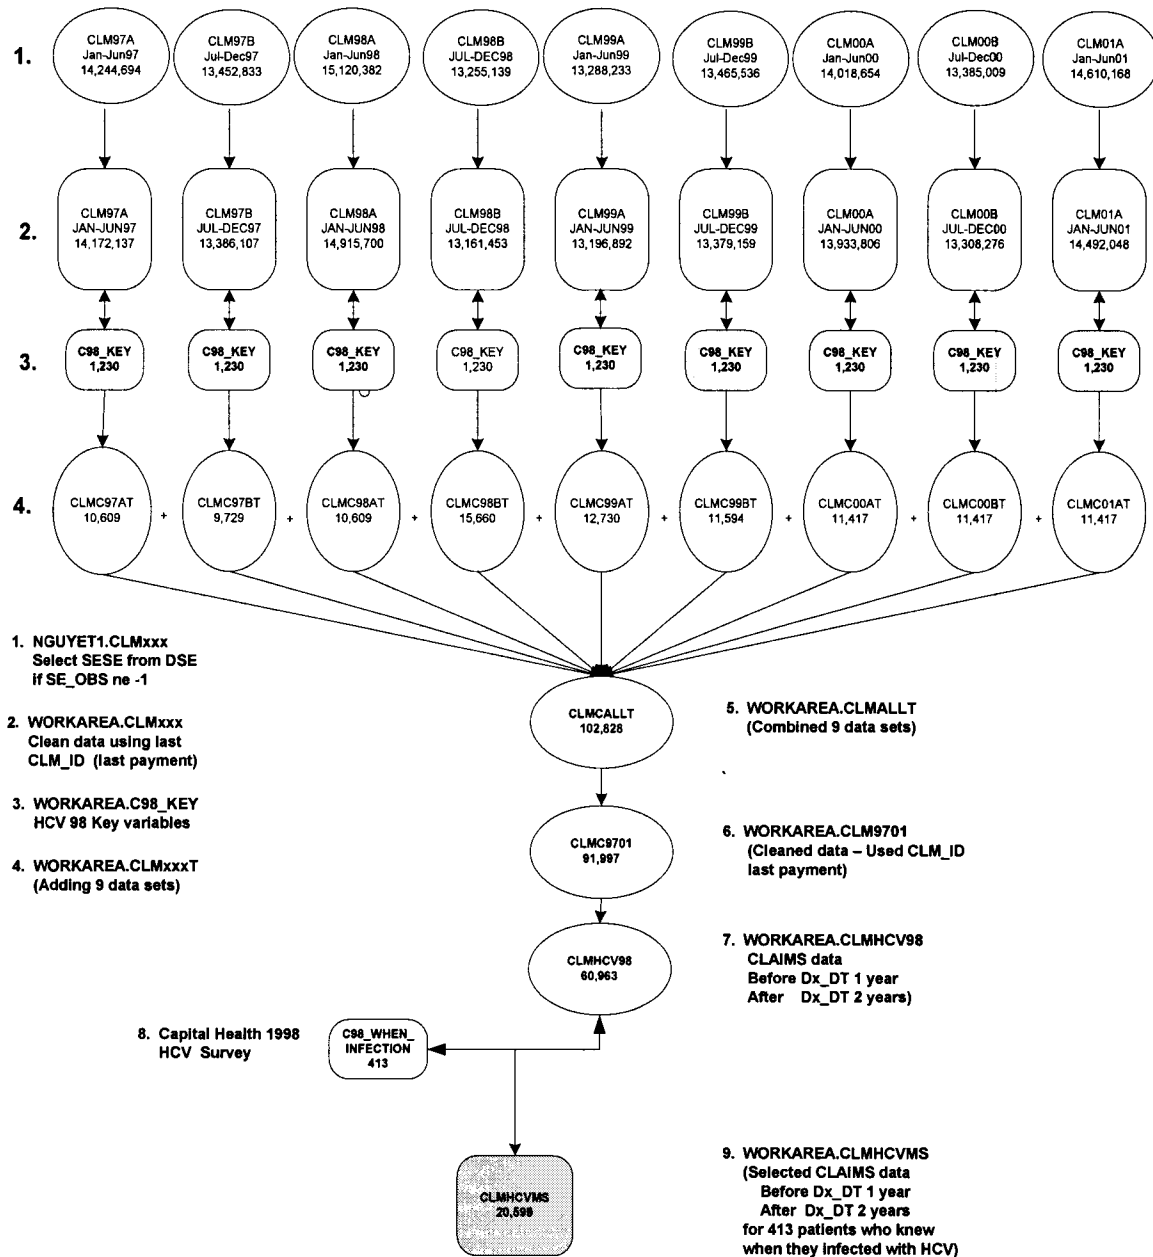 1.
CLM97A
Jan-Jun97
14,244,694
CLM97B
Jul-Dec97
13,452,833
CLM98A
Jan-Jun98
15,120,382
CLM98B
JUL-DEC98
13,255,139
CLM99A
Jan-Jun99
13,288,233
CLM99B
Jul-Dec99
13,465,536
CLM00A
Jan-Jun00
14,018,654
CLM00B
Jul-Dec00
13,385,009
CLM01A
Jan-Jun01
14,610,168
2.
CLM97A
JAN-JUN97
14,172,137
CLM97B
JUL-DEC97
13,386,107
CLM98A
JAN-JUN98
14,915,700
CLM98B
JUL-DEC98
13,161,453
CLM99A
JAN-JUN99
13,196,892
CLM99B
JUL-DEC99
13,379,159
CLM00A
JAN-JUN00
13,933,806
CLM00B
JUL-DEC00
13,308,276
CLM01A
JAN-JUN01
14,492,048
3.
C98_KEY
1,230
C98_KEY
1,230
C98_KEY
1,230
C98_KEY
1,230
C98_KEY
1,230
C98_KEY
1,230
C98_KEY
1,230
C98_KEY
1,230
C98_KEY
1,230
4.
CLMC97AT
10,609
+
CLMC97BT
9,729
+
CLMC98AT
10,609
+
CLMC98BT
15,660
+
CLMC99AT
12,730
+
CLMC99BT
11,594
+
CLMC00AT
11,417
+
CLMC00BT
11,417
+
CLMC01AT
11,417
1. NGUYET1.CLMxxx
Select SESE from DSE
if SE_OBS ne -1
2. WORKAREA.CLMxxx
Clean data using last
CLM_ID (last payment)
3. WORKAREA.C98_KEY
HCV 98 Key variables
4. WORKAREA.CLMxxxT
(Adding 9 data sets)
CLMCALLT
102,828
5. WORKAREA.CLMALLT
(Combined 9 data sets)
CLMC9701
91,997
6. WORKAREA.CLM9701
(Cleaned data – Used CLM_ID
last payment)
CLMHCV98
60,963
7. WORKAREA.CLMHCV98
CLAIMS data
Before Dx_DT 1 year
After Dx_DT 2 years)
8. Capital Health 1998
HCV Survey
C98_WHEN_
INFECTION
413
CLMHCVMS
20,598
9. WORKAREA.CLMHCVMS
(Selected CLAIMS data
Before Dx_DT 1 year
After Dx_DT 2 years
for 413 patients who knew
when they infected with HCV)